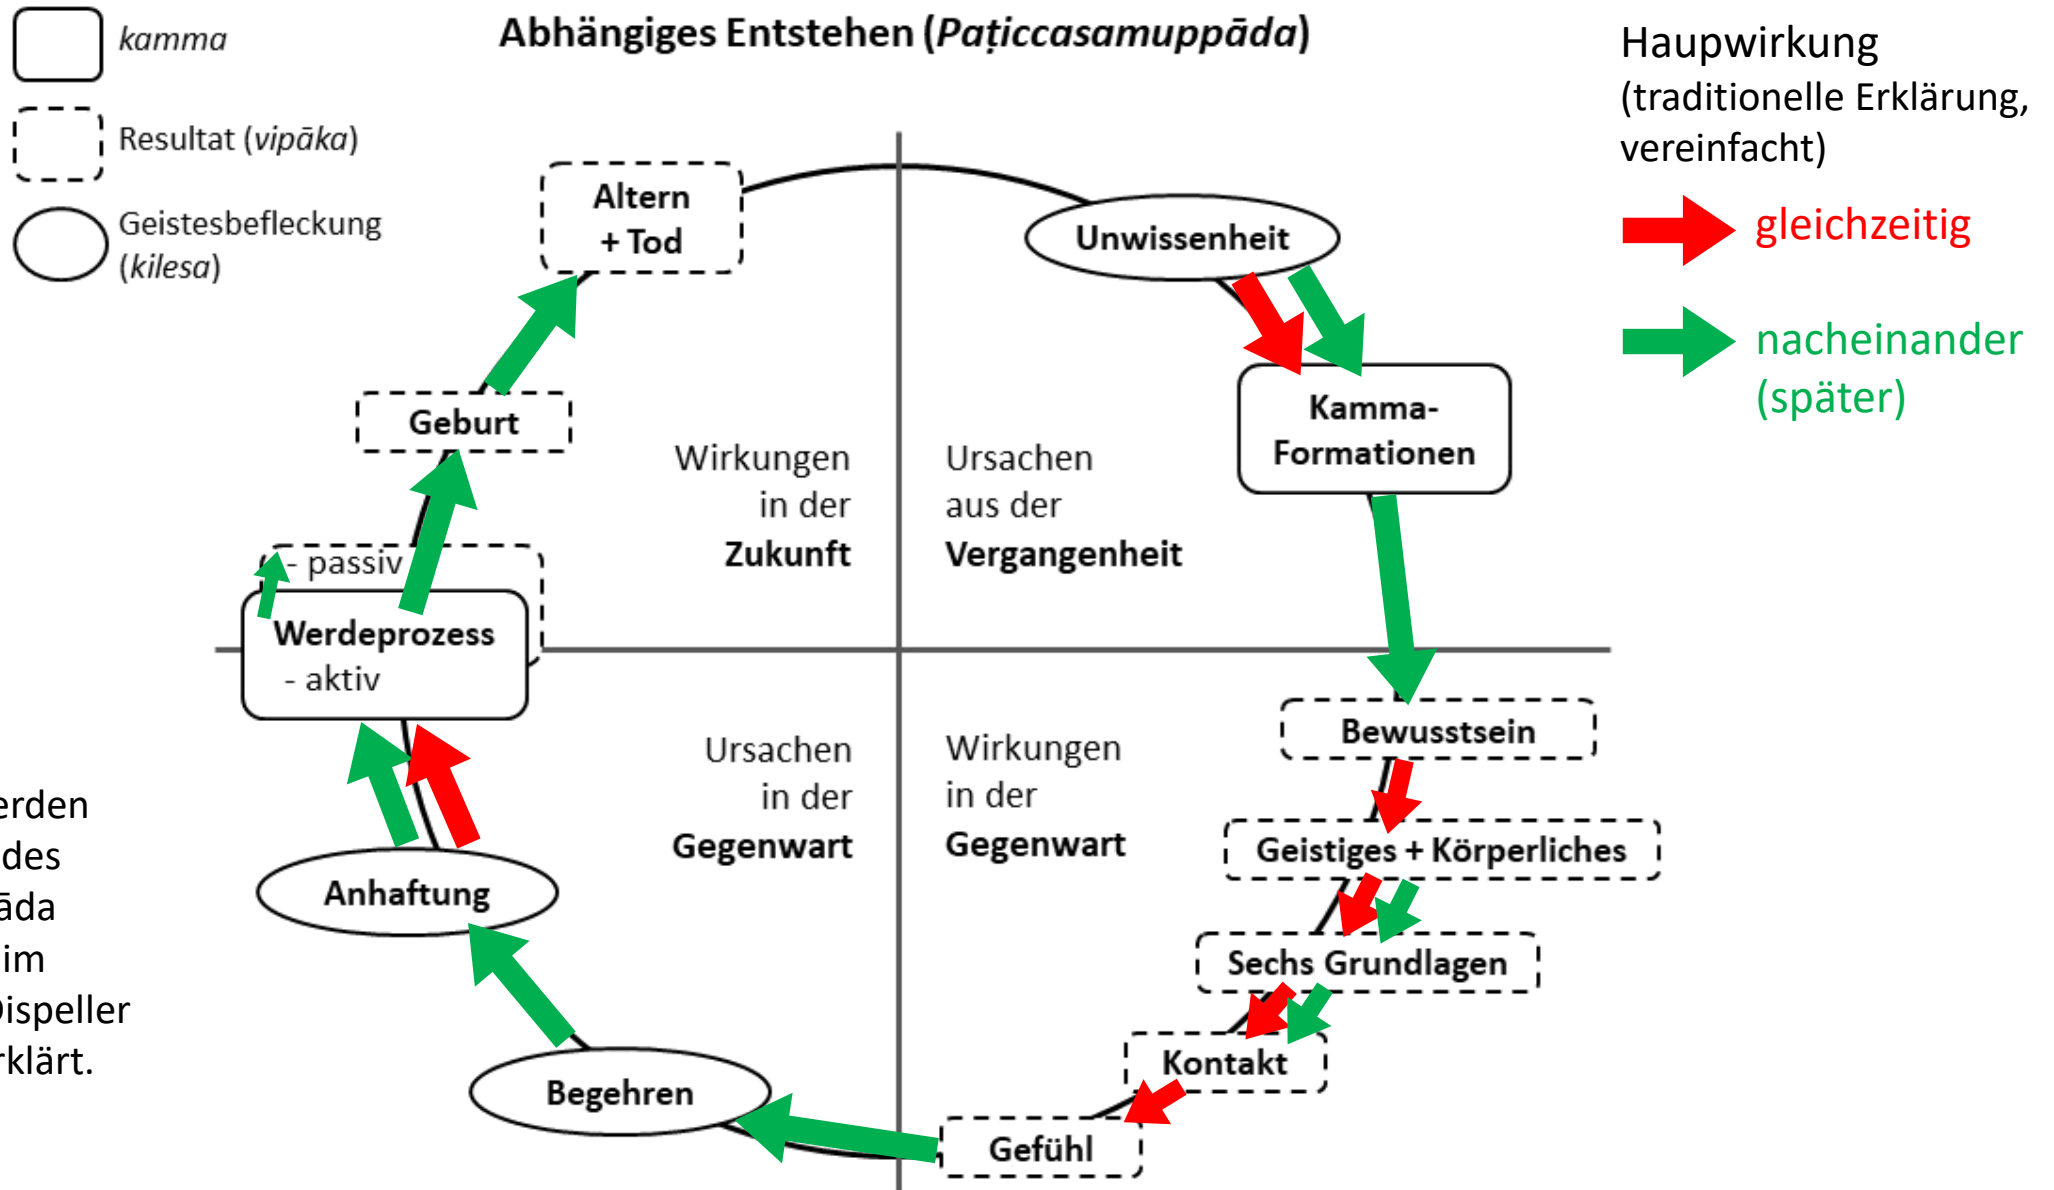 Abhängiges Entstehen (Paṭiccasamuppāda)
kamma
Resultat (vipāka)
Geistesbefleckung
(kilesa)
Haupwirkung
(traditionelle Erklärung,
vereinfacht)
gleichzeitig
nacheinander
(später)
Altern
+ Tod
Unwissenheit
Geburt
Kamma-
Formationen
Wirkungen
in der
Zukunft
Ursachen
aus der
Vergangenheit
- passiv
Werdeprozess
- aktiv
Ursachen
in der
Gegenwart
Wirkungen
in der
Gegenwart
Bewusstsein
Geistiges + Körperliches
Sechs Grundlagen
Kontakt
Gefühl
Begehren
Anhaftung
erden
des
āda
im
Dispeller
rklärt.